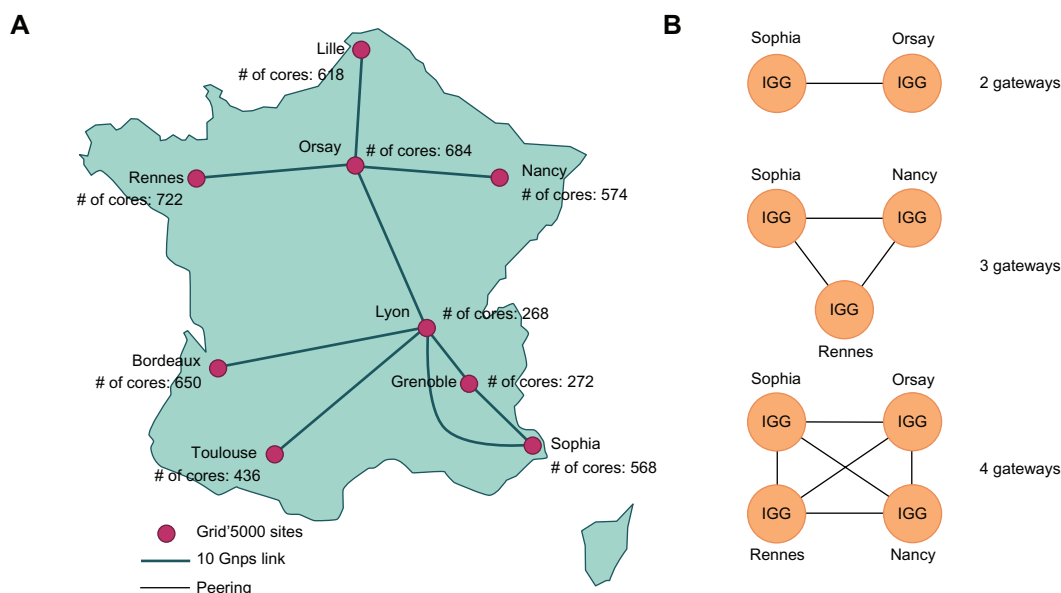 A
Lille
# of cores: 618
Orsay
# of cores: 684
Rennes
# of cores: 722
Nancy
# of cores: 574
Lyon
# of cores: 268
Bordeaux
# of cores: 650
Grenoble
# of cores: 272
Toulouse
# of cores: 436
Sophia
# of cores: 568
Grid'5000 sites
10 Gnps link
Peering
B
Sophia Orsay
IGG IGG
2 gateways
Sophia Nancy
IGG IGG
3 gateways
IGG
Rennes
Sophia Orsay
IGG IGG
4 gateways
IGG IGG
Rennes Nancy